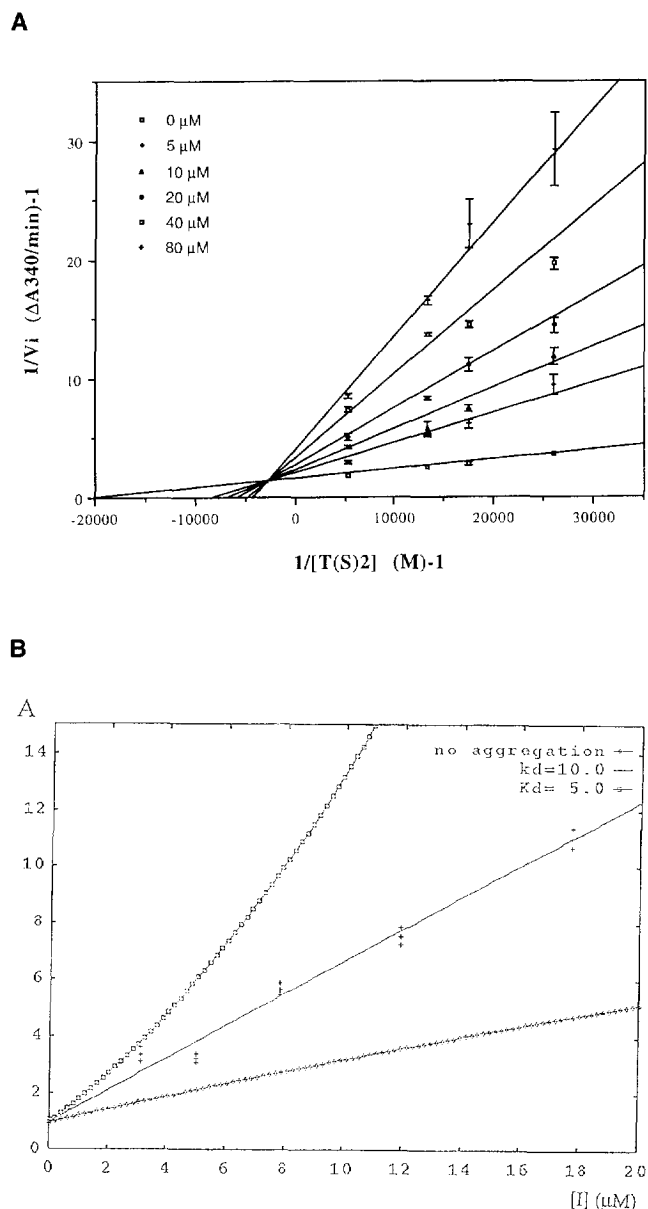 A
0 μM
5 μM
10 μM
20 μM
40 μM
80 μM
1/Vi (ΔA340/min)-1
30
20
10
0
-20000 -10000 0 10000 20000 30000
1/[T(S)2] (M)-1
B
A
no aggregation
kd=10.0
Kd= 5.0
14
12
10
8
6
4
2
0
0 2 4 6 8 10 12 14 16 18 20
[I] (μM)